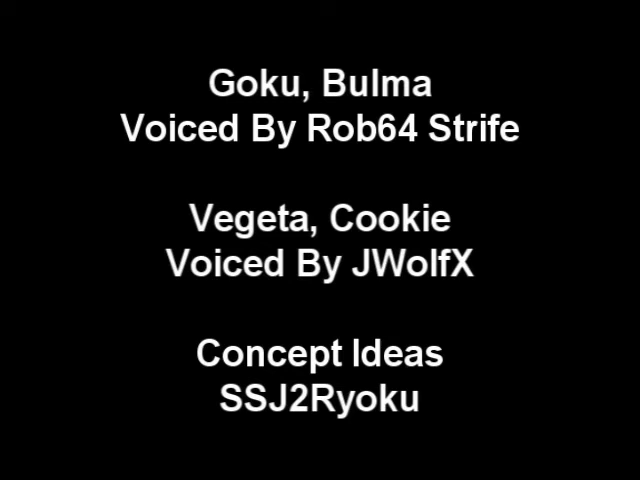 Goku, Bulma
Voiced By Rob64 Strife
Vegeta, Cookie
Voiced By JWolfX
Concept Ideas
SSJ2Ryoku